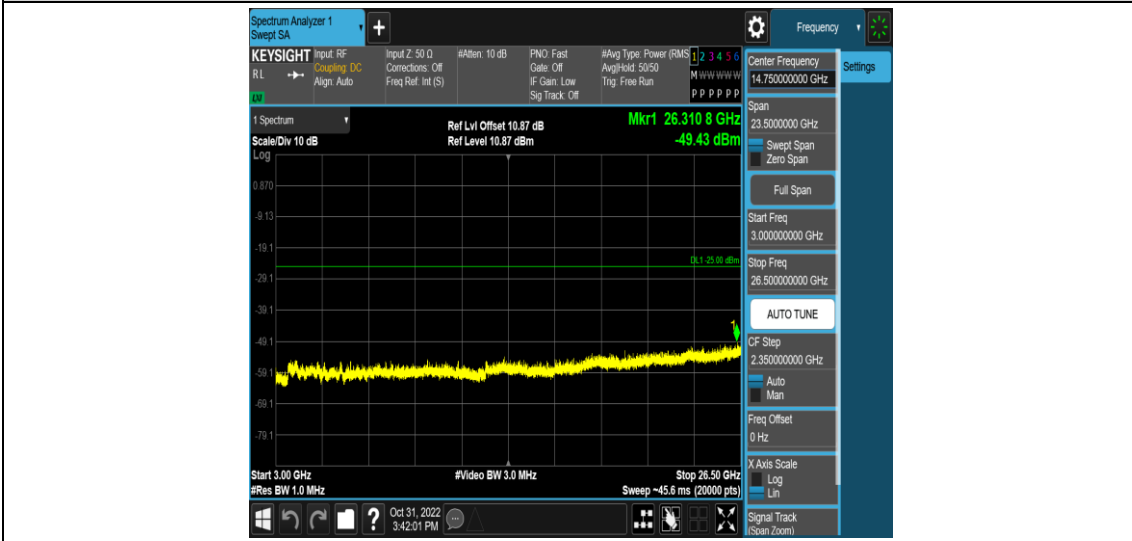 Spectrum Analyzer 1
Swept SA
+
Frequency
KEYSIGHT
RL
LM
Input: RF
Coupling: DC
Align: Auto
Input Z: 50 Ω
Corrections: Off
Freq Ref: Int (S)
#Atten: 10 dB
PNO: Fast
Gate: Off
IF Gain: Low
Sig Track: Off
#Avg Type: Power (RMS
Avg|Hold: 50/50
Trig: Free Run
1 2 3 4 5 6
M W W W W W
P P P P P P
1 Spectrum
Scale/Div 10 dB
Log
Ref Lvl Offset 10.87 dB
Ref Level 10.87 dBm
Mkr1 26.310 8 GHz
-49.43 dBm
0.870
-9.13
-19.1
DL1 -25.00 dBm
-29.1
-39.1
1
-49.1
-59.1
-69.1
-79.1
Start 3.00 GHz
#Res BW 1.0 MHz
#Video BW 3.0 MHz
Stop 26.50 GHz
Sweep ~45.6 ms (20000 pts)
?
Oct 31, 2022
3:42:01 PM
Center Frequency
14.750000000 GHz
Settings
Span
23.5000000 GHz
Swept Span
Zero Span
Full Span
Start Freq
3.000000000 GHz
Stop Freq
26.500000000 GHz
AUTO TUNE
CF Step
2.350000000 GHz
Auto
Man
Freq Offset
0 Hz
X Axis Scale
Log
Lin
Signal Track
(Span Zoom)